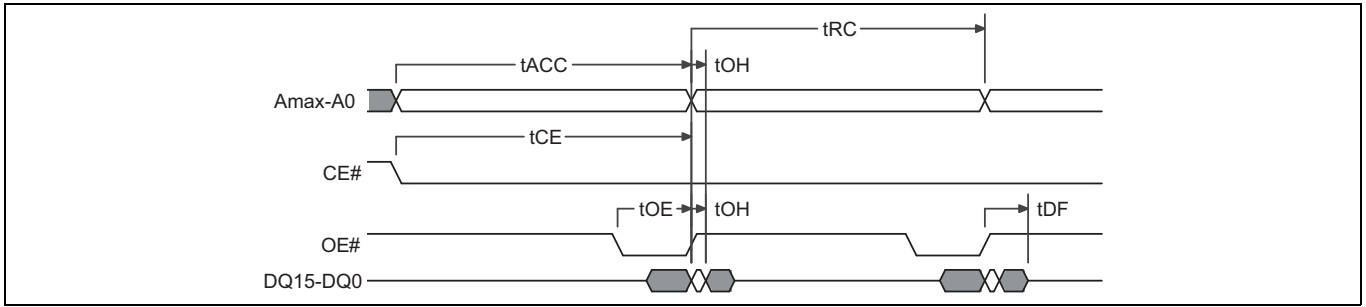 tRC
tACC tOH
Amax-A0
tCE
CE#
tOE tOH tDF
OE#
DQ15-DQ0